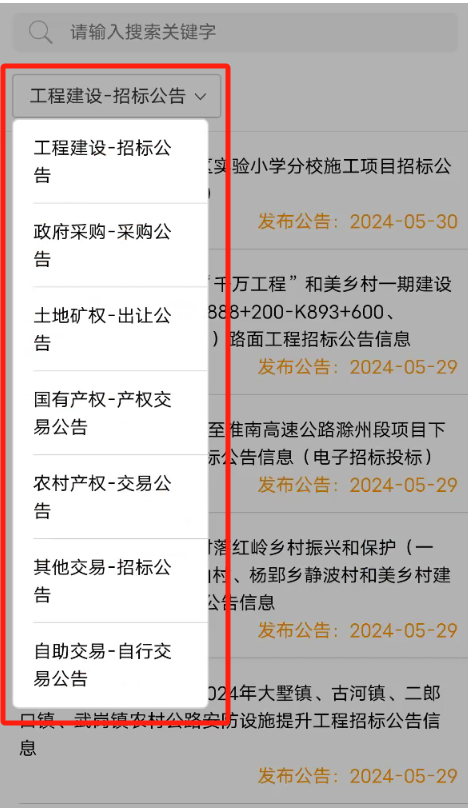 请输入搜索关键字
工程建设-招标公告
工程建设-招标公
告
政府采购-采购公
告
土地矿权-出让公
告
国有产权-产权交
易公告
农村产权-交易公
告
其他交易-招标公
告
自助交易-自行交
易公告
实验小学分校施工项目招标公
）
发布公告：2024-05-30
“千万工程”和美乡村一期建设
888+200-K893+600、
）路面工程招标公告信息
发布公告：2024-05-29
至淮南高速公路滁州段项目下
标公告信息（电子招标投标）
发布公告：2024-05-29
村落红岭乡村振兴和保护（一
山村、杨郢乡静波村和美乡村建
公告信息
发布公告：2024-05-29
024年大墅镇、古河镇、二郎
口镇、武岗镇农村公路安防设施提升工程招标公告信
息
发布公告：2024-05-29